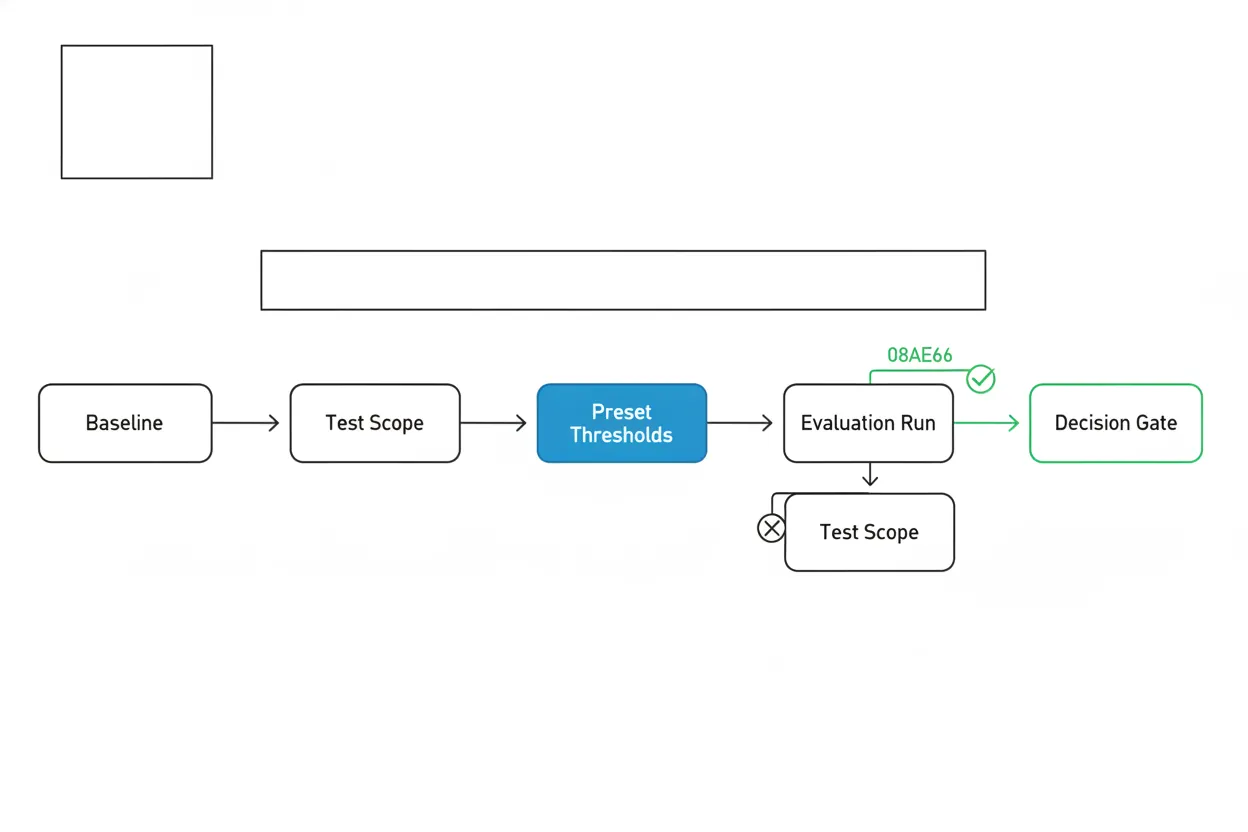 08AE66
Baseline
Test Scope
Preset
Thresholds
Evaluation Run
Decision Gate
Test Scope